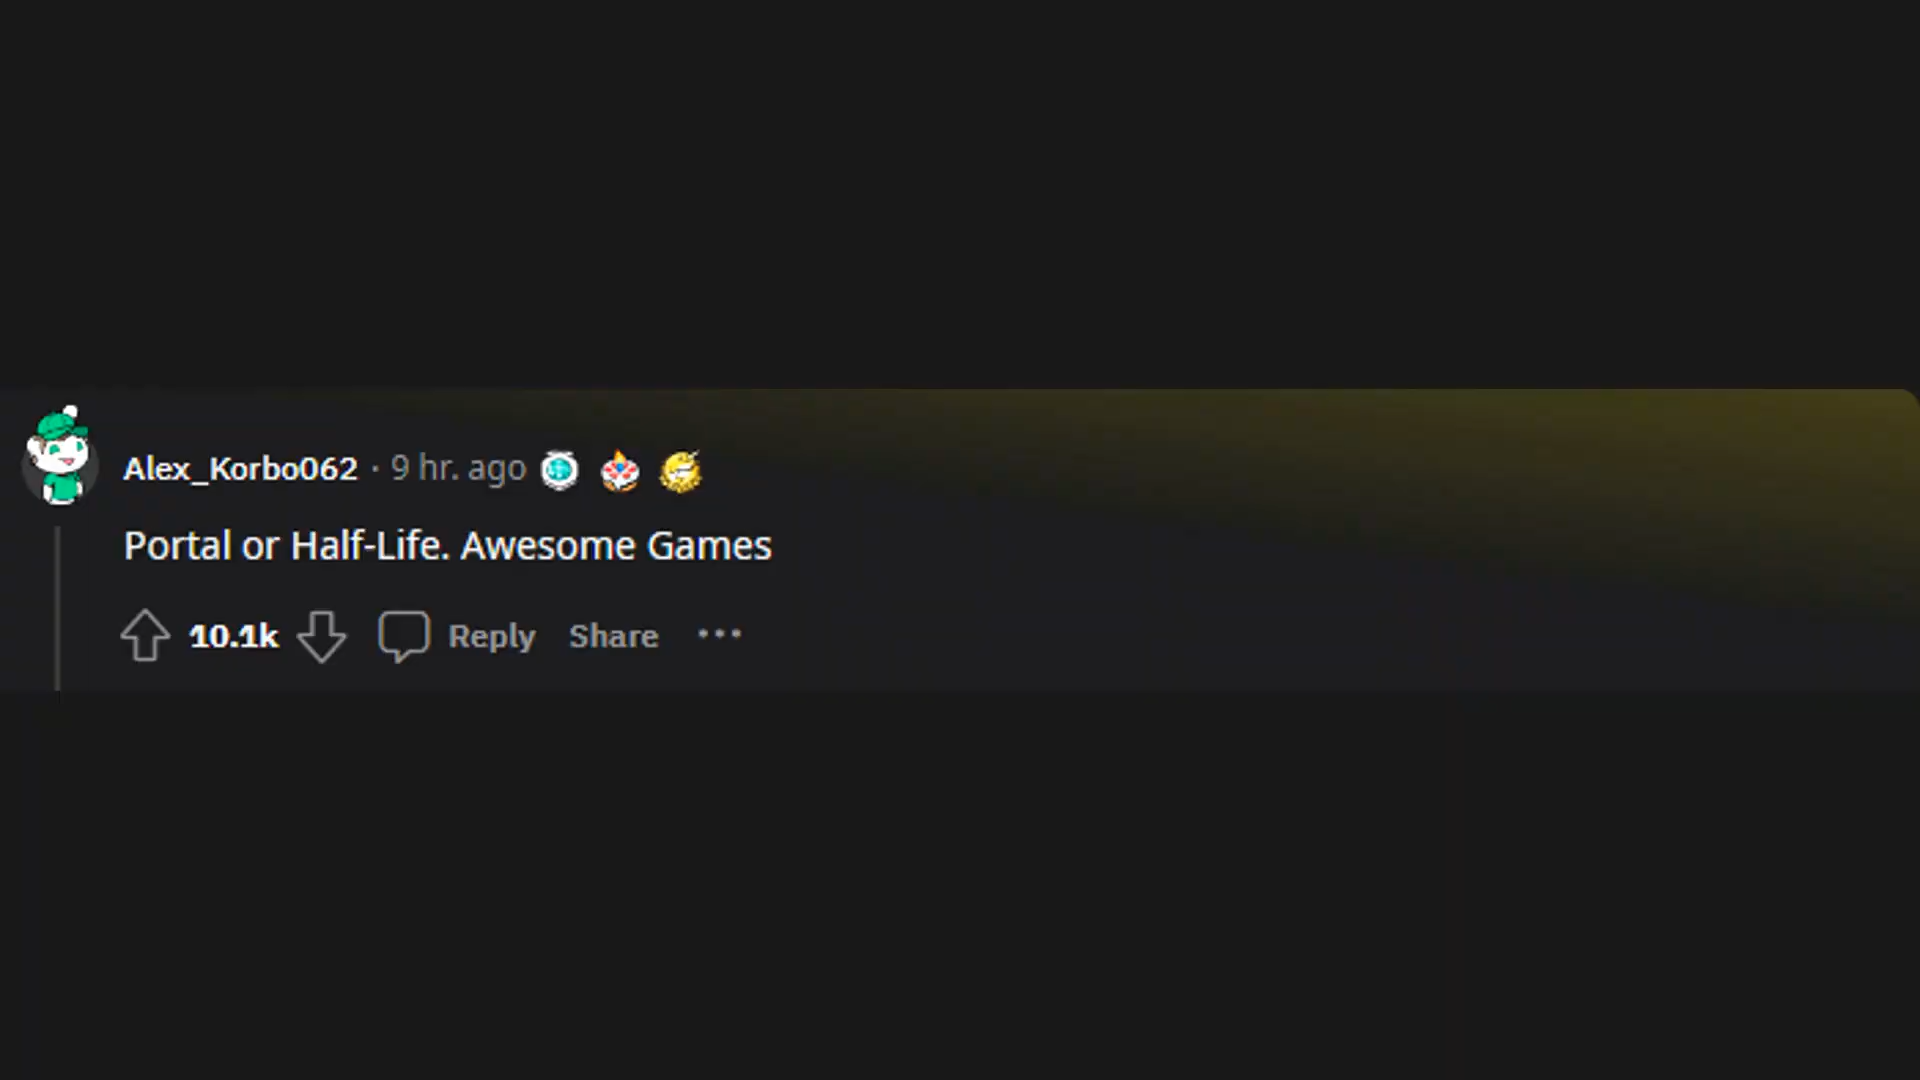 Alex_Korbo062 · 9 hr. ago
Portal or Half-Life. Awesome Games
10.1k Reply Share ...